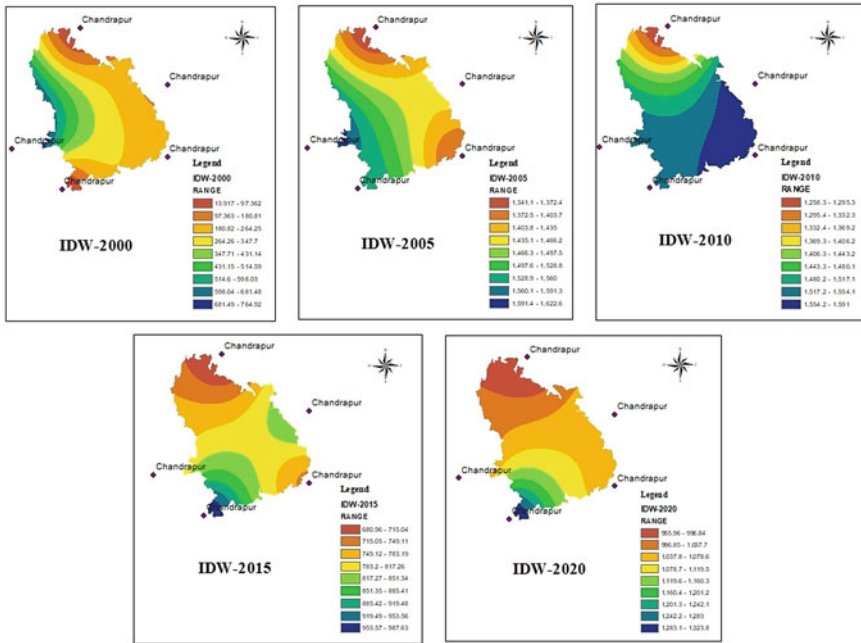 Chandrapur
Chandrapur
Chandrapur
Chandrapur
Chandrapur
Legend
IDW-2000
RANGE
13.917 - 97.362
97.363 - 180.81
180.82 - 264.25
264.26 - 347.7
347.71 - 431.14
431.15 - 514.59
514.6 - 598.03
598.04 - 681.48
681.49 - 764.92
IDW-2000
Chandrapur
Chandrapur
Chandrapur
Chandrapur
Chandrapur
Legend
IDW-2005
RANGE
1,341.1 - 1,372.4
1,372.5 - 1,403.7
1,403.8 - 1,435
1,435.1 - 1,466.2
1,466.3 - 1,497.5
1,497.6 - 1,528.8
1,528.9 - 1,560
1,560.1 - 1,591.3
1,591.4 - 1,622.6
IDW-2005
Chandrapur
Chandrapur
Chandrapur
Chandrapur
Chandrapur
Legend
IDW-2010
RANGE
1,258.3 - 1,295.3
1,295.4 - 1,332.3
1,332.4 - 1,369.2
1,369.3 - 1,406.2
1,406.3 - 1,443.2
1,443.3 - 1,480.1
1,480.2 - 1,517.1
1,517.2 - 1,554.1
1,554.2 - 1,591
IDW-2010
Chandrapur
Chandrapur
Chandrapur
Chandrapur
Chandrapur
Legend
IDW-2015
RANGE
680.96 - 715.04
715.05 - 749.11
749.12 - 783.19
783.2 - 817.26
817.27 - 851.34
851.35 - 885.41
885.42 - 919.48
919.49 - 953.56
953.57 - 987.63
IDW-2015
Chandrapur
Chandrapur
Chandrapur
Chandrapur
Chandrapur
Legend
IDW-2020
RANGE
1,037.8 - 1,078.6
1,078.7 - 1,119.5
1,119.6 - 1,160.3
1,160.4 - 1,201.2
1,201.3 - 1,242.1
1,242.2 - 1,283
1,283.1 - 1,323.8
IDW-2020